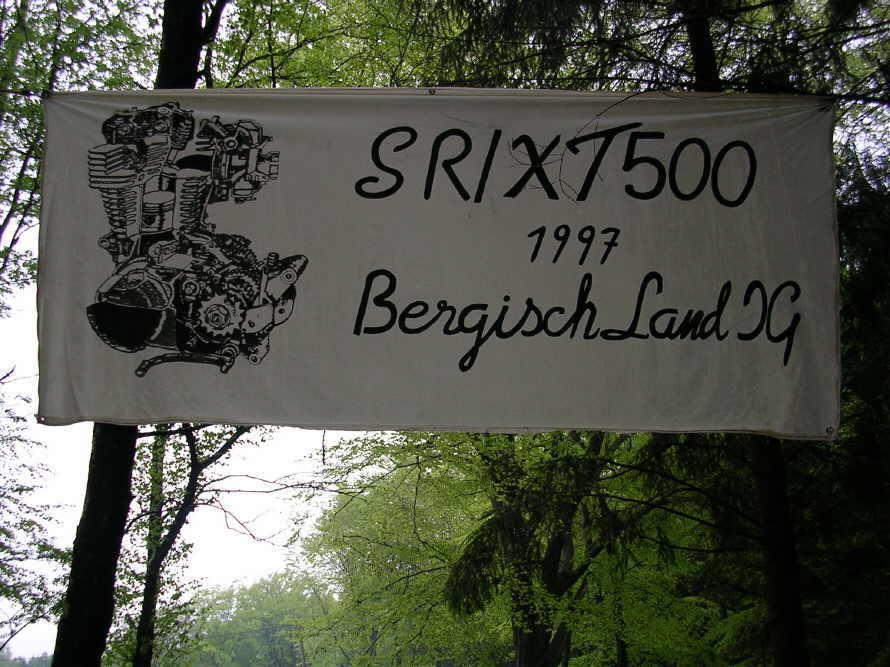 SR/XT500
1997
Bergisch Land IG